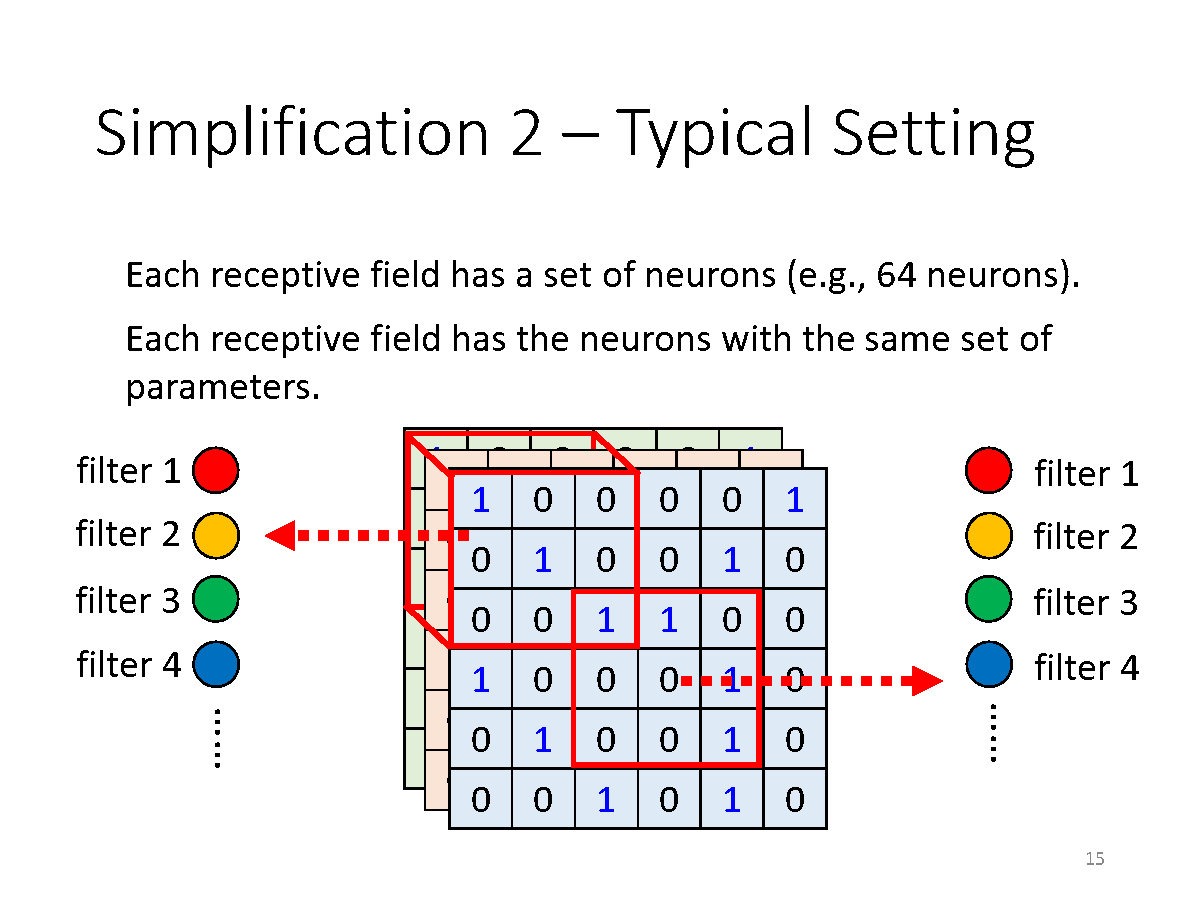 Simplification 2 – Typical Setting
Each receptive field has a set of neurons (e.g., 64 neurons).
Each receptive field has the neurons with the same set of
parameters.
filter 1
filter 2
filter 3
filter 4
......
1 0 0 0 0 1
0 1 0 0 1 0
0 0 1 1 0 0
1 0 0 0 1 0
0 1 0 0 1 0
0 0 1 0 1 0
filter 1
filter 2
filter 3
filter 4
......
15